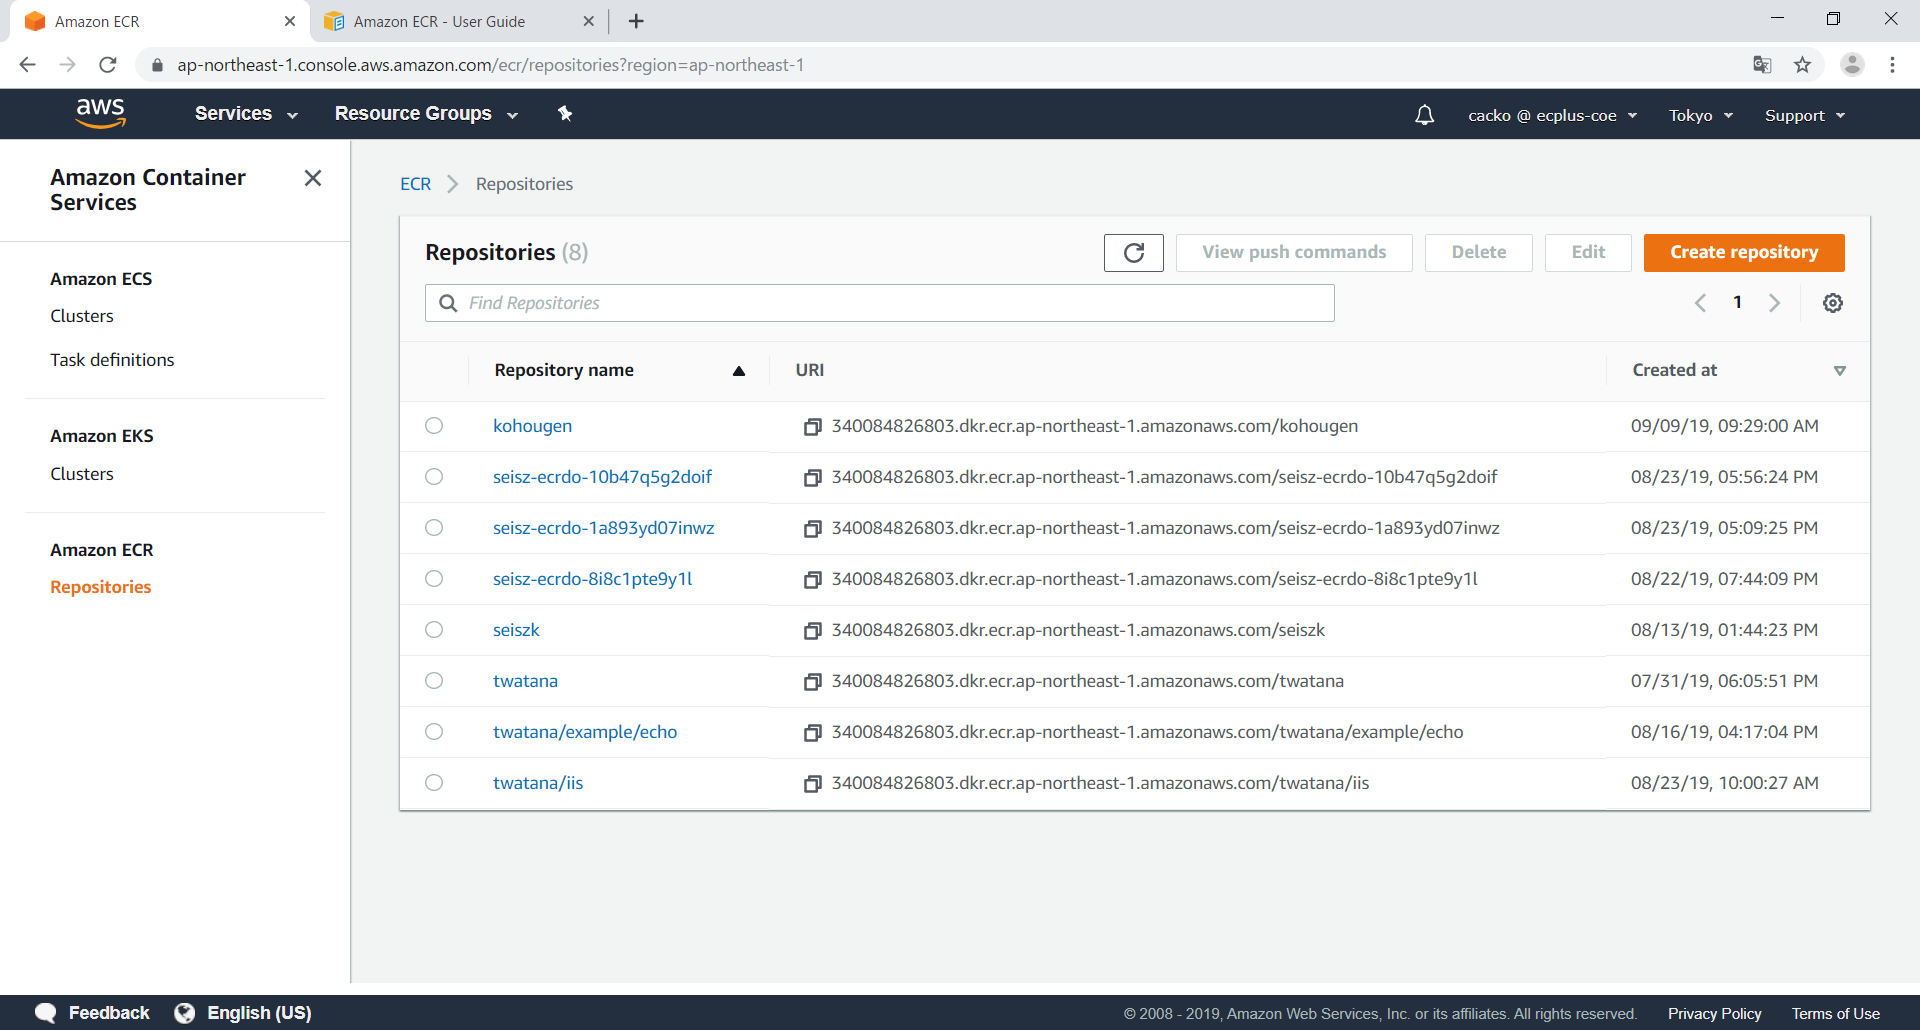 Amazon ECR
Amazon ECR - User Guide
ap-northeast-1.console.aws.amazon.com/ecr/repositories?region=ap-northeast-1
aws
Services
Resource Groups
cacko @ ecplus-coe
Tokyo
Support
Amazon Container
Services
Amazon ECS
Clusters
Task definitions
Amazon EKS
Clusters
Amazon ECR
Repositories
ECR
Repositories
Repositories (8)
View push commands
Delete
Edit
Create repository
Find Repositories
1
Repository name URI Created at
kohougen 340084826803.dkr.ecr.ap-northeast-1.amazonaws.com/kohougen 09/09/19, 09:29:00 AM
seisz-ecrdo-10b47q5g2doif 340084826803.dkr.ecr.ap-northeast-1.amazonaws.com/seisz-ecrdo-10b47q5g2doif 08/23/19, 05:56:24 PM
seisz-ecrdo-1a893yd07inwz 340084826803.dkr.ecr.ap-northeast-1.amazonaws.com/seisz-ecrdo-1a893yd07inwz 08/23/19, 05:09:25 PM
seisz-ecrdo-8i8c1pte9y1l 340084826803.dkr.ecr.ap-northeast-1.amazonaws.com/seisz-ecrdo-8i8c1pte9y1l 08/22/19, 07:44:09 PM
seiszk 340084826803.dkr.ecr.ap-northeast-1.amazonaws.com/seiszk 08/13/19, 01:44:23 PM
twatana 340084826803.dkr.ecr.ap-northeast-1.amazonaws.com/twatana 07/31/19, 06:05:51 PM
twatana/example/echo 340084826803.dkr.ecr.ap-northeast-1.amazonaws.com/twatana/example/echo 08/16/19, 04:17:04 PM
twatana/iis 340084826803.dkr.ecr.ap-northeast-1.amazonaws.com/twatana/iis 08/23/19, 10:00:27 AM
Feedback
English (US)
© 2008 - 2019, Amazon Web Services, Inc. or its affiliates. All rights reserved.
Privacy Policy
Terms of Use